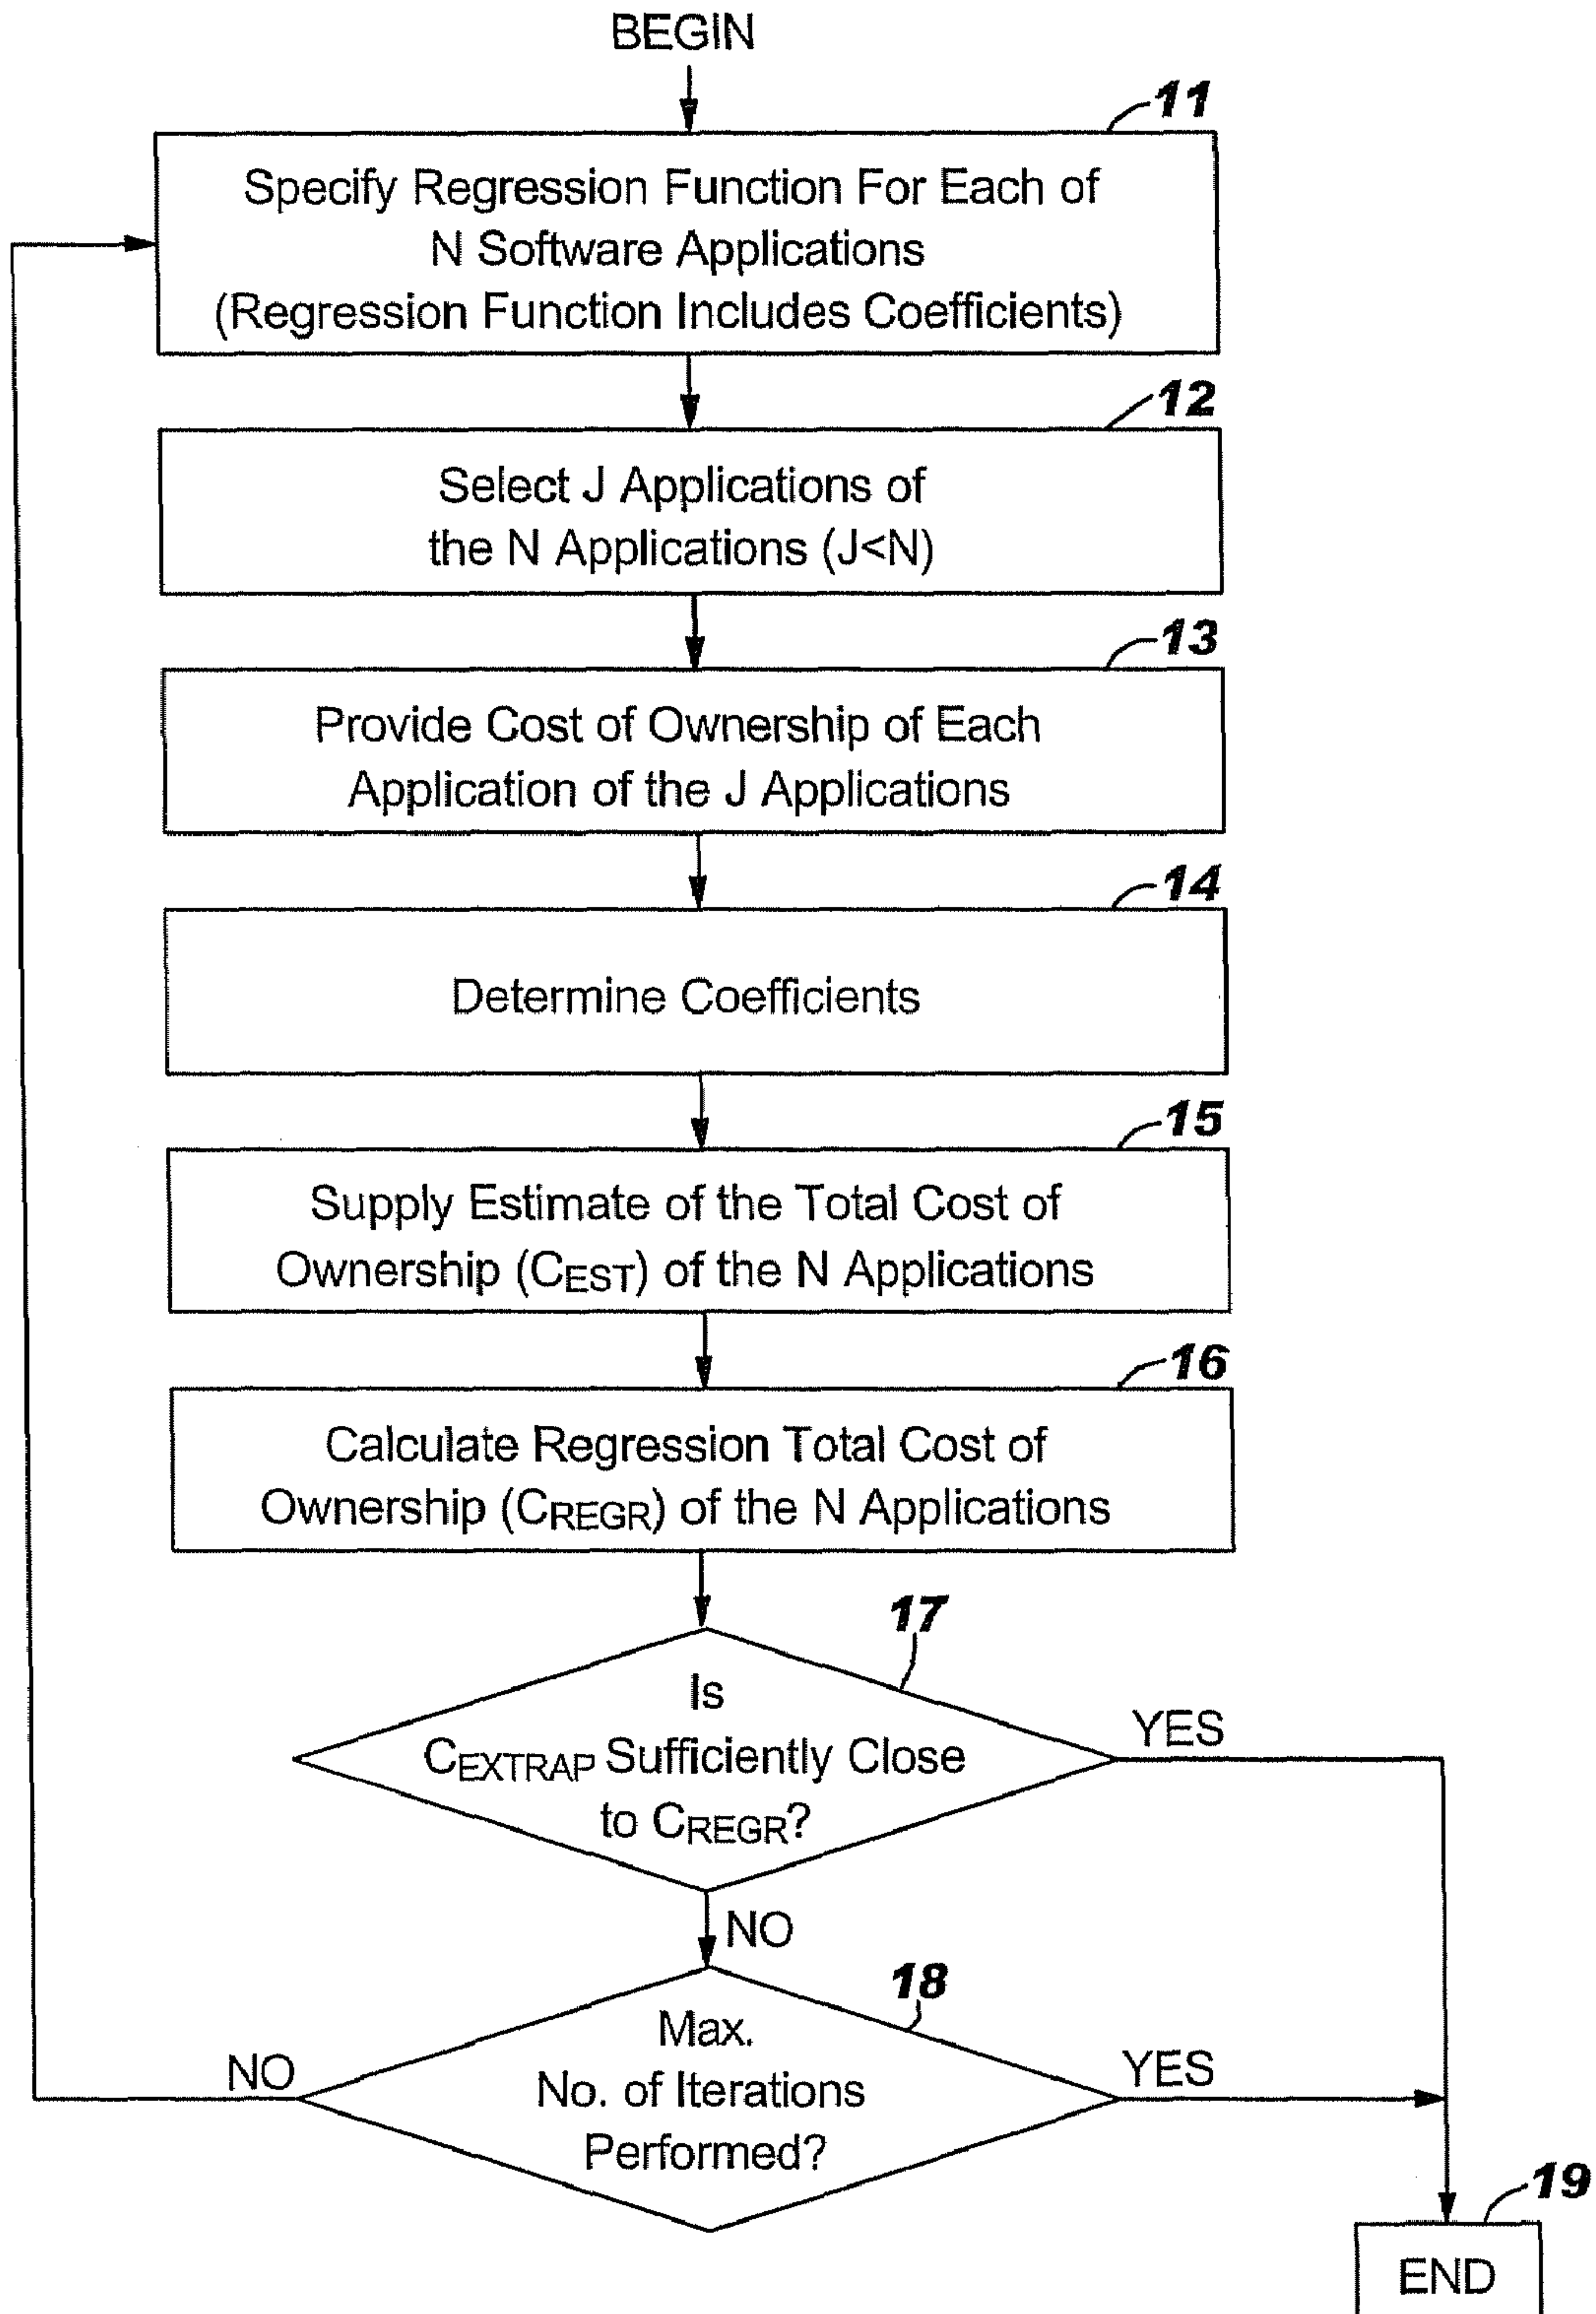 BEGIN
11
Specify Regression Function For Each of
N Software Applications
(Regression Function Includes Coefficients)
12
Select J Applications of
the N Applications (J<N)
13
Provide Cost of Ownership of Each
Application of the J Applications
14
Determine Coefficients
15
Supply Estimate of the Total Cost of
Ownership (CEST) of the N Applications
16
Calculate Regression Total Cost of
Ownership (CREGR) of the N Applications
17
Is
CEXTRAP Sufficiently Close
to CREGR?
YES
NO
18
Max.
No. of Iterations
Performed?
NO
YES
19
END